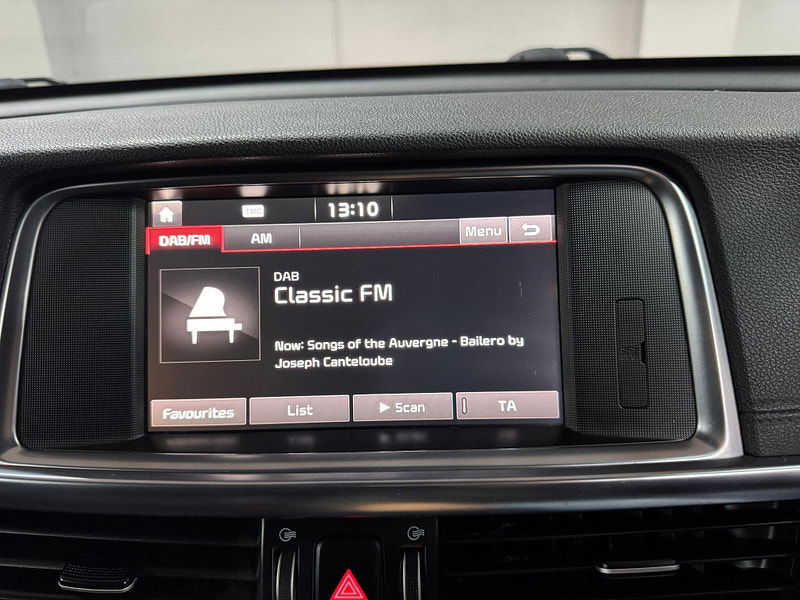 TMC
13:10
DAB/FM AM Menu
DAB
Classic FM
Now: Songs of the Auvergne - Bailero by
Joseph Canteloube
Favourites List Scan TA